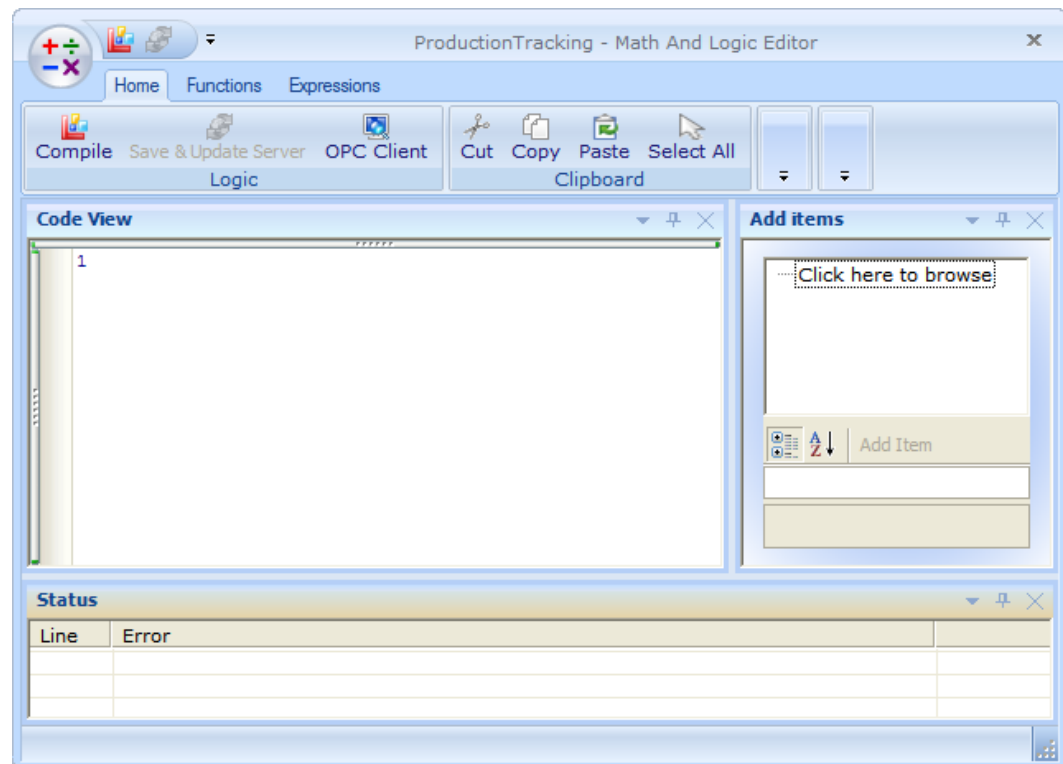 ProductionTracking - Math And Logic Editor
Home Functions Expressions
Compile Save & Update Server OPC Client Cut Copy Paste Select All
Logic Clipboard
Code View Add items
1
Click here to browse
A
Z Add Item
Status
Line Error